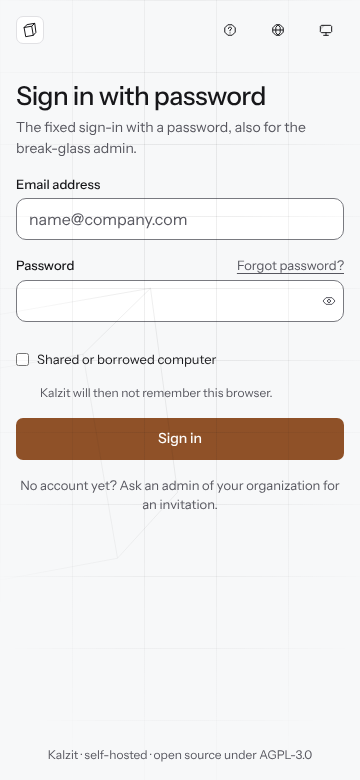 Sign in with password
The fixed sign-in with a password, also for the
break-glass admin.
Email address
name@company.com
Password
Forgot password?
Shared or borrowed computer
Kalzit will then not remember this browser.
Sign in
No account yet? Ask an admin of your organization for
an invitation.
Kalzit · self-hosted · open source under AGPL-3.0